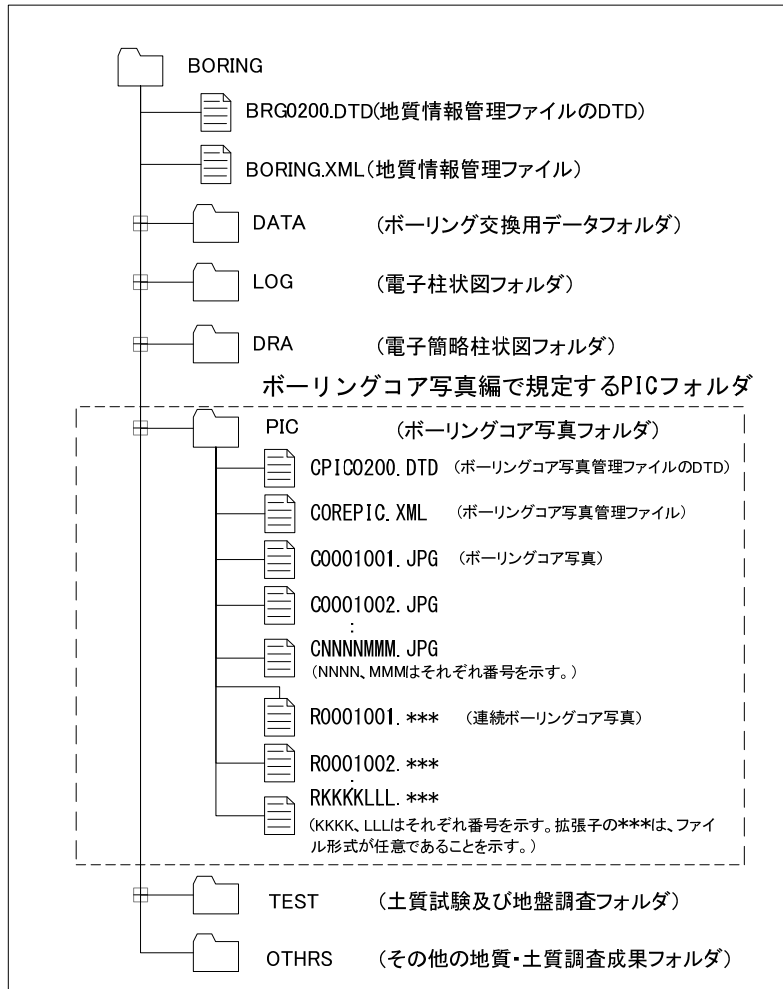 BORING
BRG0200.DTD(地質情報管理ファイルのDTD)
BORING.XML(地質情報管理ファイル)
DATA (ボーリング交換用データフォルダ)
LOG (電子柱状図フォルダ)
DRA (電子簡略柱状図フォルダ)
ボーリングコア写真編で規定するPICフォルダ
PIC (ボーリングコア写真フォルダ)
CPIC0200.DTD (ボーリングコア写真管理ファイルのDTD)
COREPIC.XML (ボーリングコア写真管理ファイル)
C0001001.JPG (ボーリングコア写真)
C0001002.JPG
:
CNNNNMMM.JPG
(NNNN、MMMはそれぞれ番号を示す。)
R0001001.*** (連続ボーリングコア写真)
R0001002.***
:
RKKKKLLL.***
(KKKK、LLLはそれぞれ番号を示す。拡張子の***は、ファイ
ル形式が任意であることを示す。)
TEST (土質試験及び地盤調査フォルダ)
OTHRS (その他の地質・土質調査成果フォルダ)